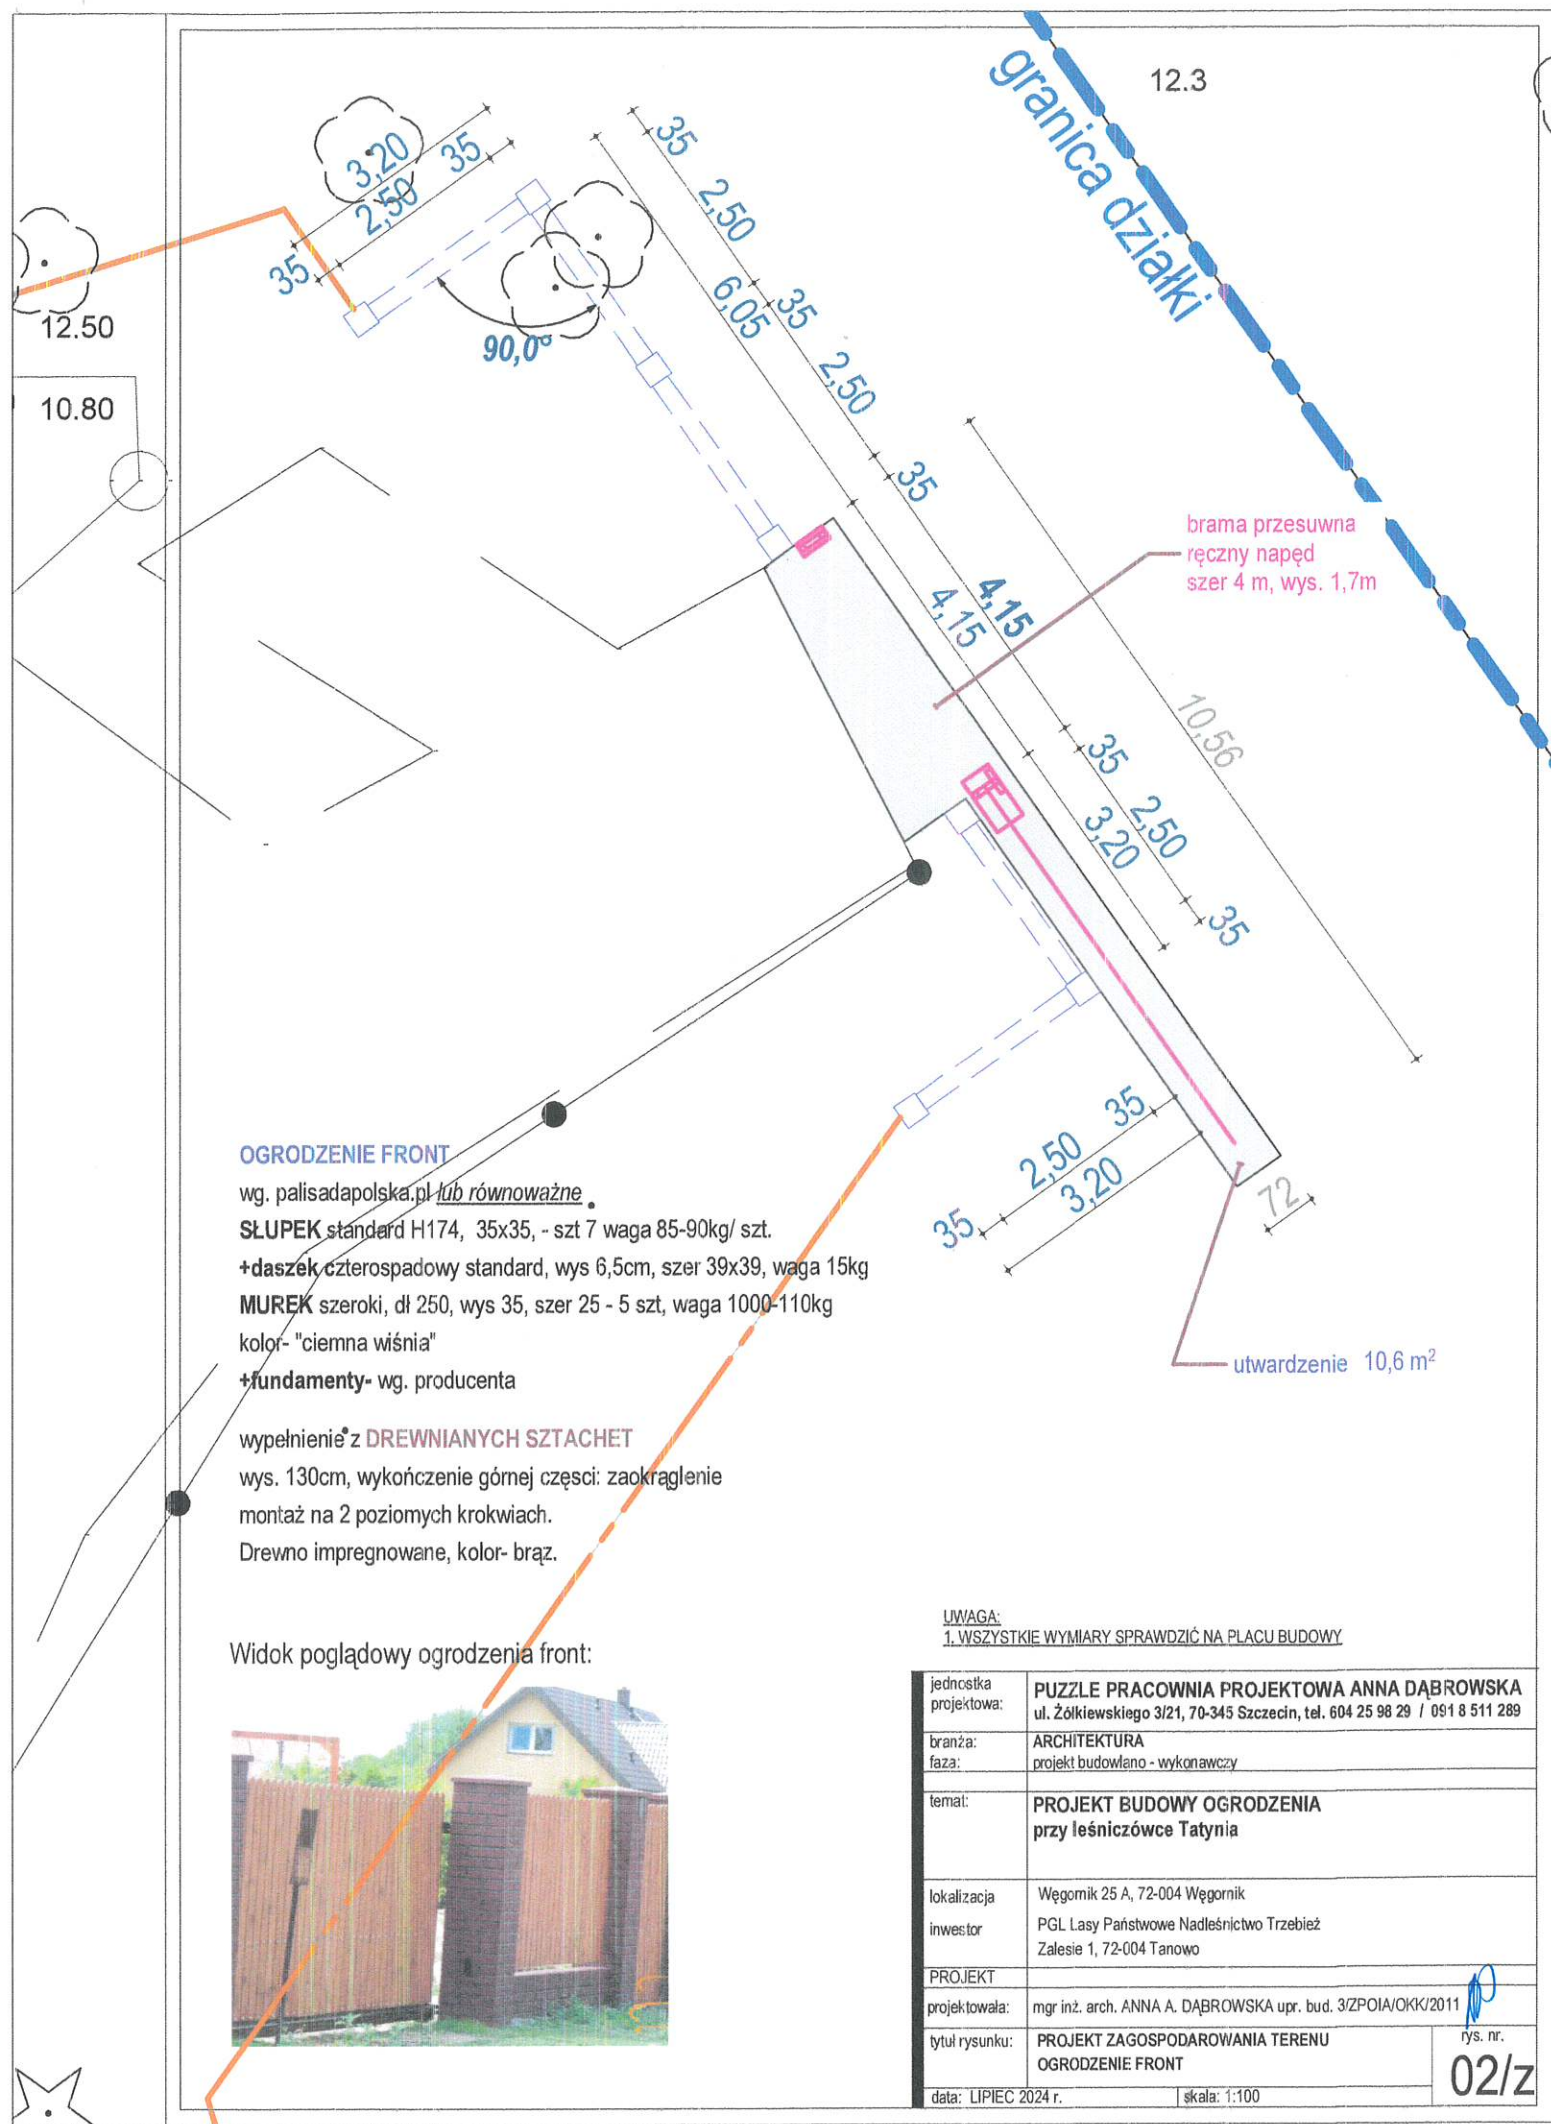 granica działki
12.3
3,20
35
2,50
35
35
2,50
6,05
35
2,50
35
90,0°
12.50
10.80
brama przesuwna
ręczny napęd
szer 4 m, wys. 1,7m
4,15
4,15
10,56
35
2,50
3,20
35
35
2,50
3,20
35
72
utwardzenie 10,6 m²
OGRODZENIE FRONT
wg. palisadapolska.pl lub równoważne
SŁUPEK standard H174, 35x35, - szt 7 waga 85-90kg/ szt.
+daszek czterospadowy standard, wys 6,5cm, szer 39x39, waga 15kg
MUREK szeroki, dł 250, wys 35, szer 25 - 5 szt, waga 1000-110kg
kolor- "ciemna wiśnia"
+fundamenty- wg. producenta
wypełnienie z DREWNIANYCH SZTACHET
wys. 130cm, wykończenie górnej częsci: zaokrąglenie
montaż na 2 poziomych krokwiach.
Drewno impregnowane, kolor- brąz.
Widok poglądowy ogrodzenia front:
UWAGA:
1. WSZYSTKIE WYMIARY SPRAWDZIĆ NA PLACU BUDOWY
jednostka projektowa: PUZZLE PRACOWNIA PROJEKTOWA ANNA DĄBROWSKA
ul. Żółkiewskiego 3/21, 70-345 Szczecin, tel. 604 25 98 29 / 091 8 511 289
branża: ARCHITEKTURA
faza: projekt budowlano - wykonawczy
temat: PROJEKT BUDOWY OGRODZENIA
przy leśniczówce Tatynia
lokalizacja Węgornik 25 A, 72-004 Węgornik
inwestor PGL Lasy Państwowe Nadleśnictwo Trzebież
Zalesie 1, 72-004 Tanowo
PROJEKT
projektowała: mgr inż. arch. ANNA A. DĄBROWSKA upr. bud. 3/ZPOIA/OKK/2011
tytuł rysunku: PROJEKT ZAGOSPODAROWANIA TERENU
OGRODZENIE FRONT
rys. nr.
02/z
data: LIPIEC 2024 r. skala: 1:100